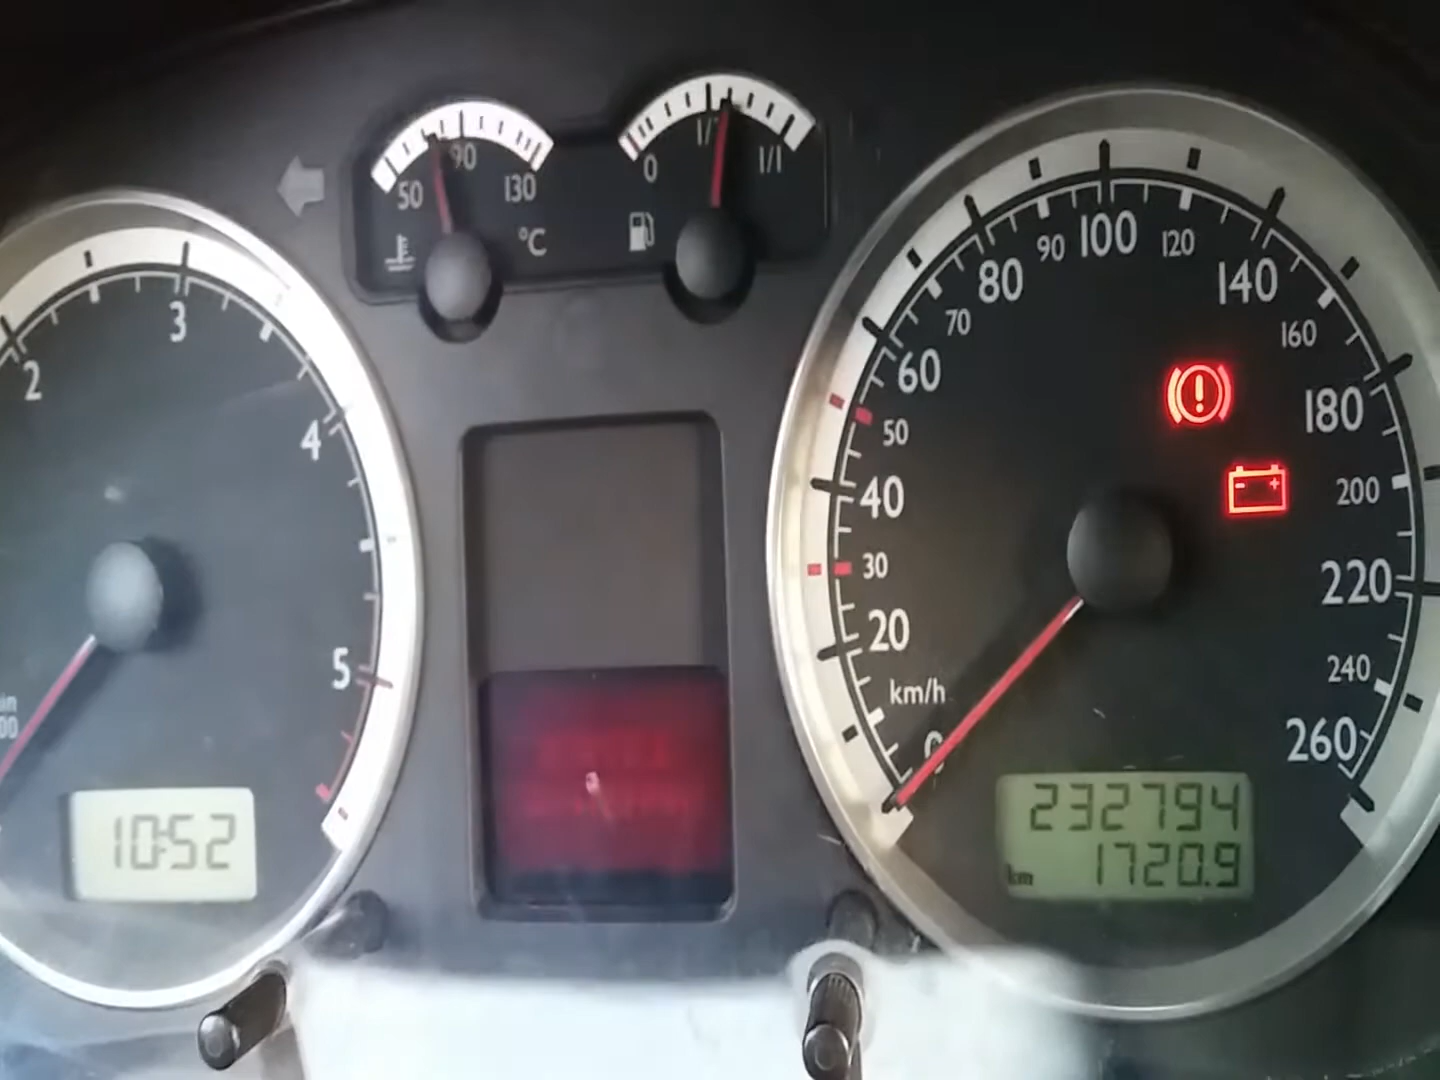 50 90 130
°C
0 1/1
2 3 4 5
10:52
km/h
0 20 30 40 50 60 70 80 90 100 120 140 160 180 200 220 240 260
232794
km 1720.9